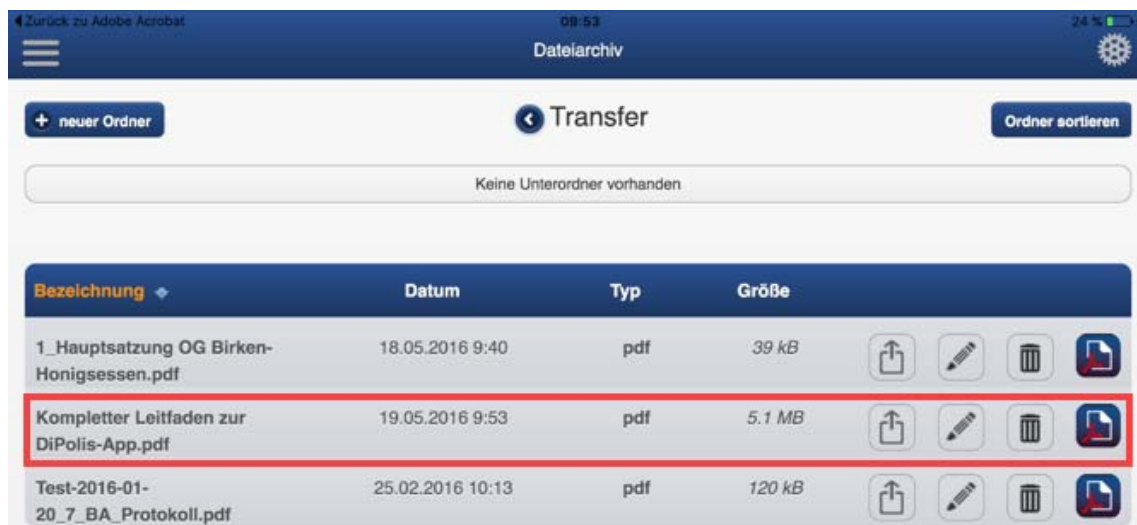 Zurück zu Adobe Acrobat 09:53 24 %
Dateiarchiv
+ neuer Ordner Transfer Ordner sortieren
Keine Unterordner vorhanden
Bezeichnung Datum Typ Größe
1_Hauptsatzung OG Birken- 18.05.2016 9:40 pdf 39 kB
Honigsessen.pdf
Kompletter Leitfaden zur 19.05.2016 9:53 pdf 5.1 MB
DiPolis-App.pdf
Test-2016-01- 25.02.2016 10:13 pdf 120 kB
20_7_BA_Protokoll.pdf